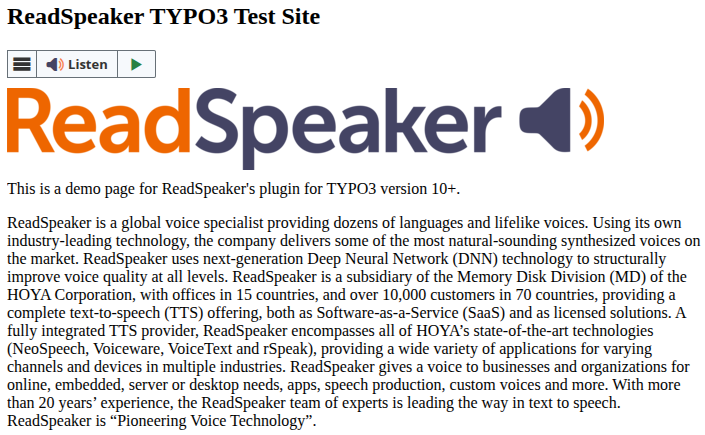 ReadSpeaker TYPO3 Test Site
Listen
ReadSpeaker
This is a demo page for ReadSpeaker's plugin for TYPO3 version 10+.
ReadSpeaker is a global voice specialist providing dozens of languages and lifelike voices. Using its own
industry-leading technology, the company delivers some of the most natural-sounding synthesized voices on
the market. ReadSpeaker uses next-generation Deep Neural Network (DNN) technology to structurally
improve voice quality at all levels. ReadSpeaker is a subsidiary of the Memory Disk Division (MD) of the
HOYA Corporation, with offices in 15 countries, and over 10,000 customers in 70 countries, providing a
complete text-to-speech (TTS) offering, both as Software-as-a-Service (SaaS) and as licensed solutions. A
fully integrated TTS provider, ReadSpeaker encompasses all of HOYA’s state-of-the-art technologies
(NeoSpeech, Voiceware, VoiceText and rSpeak), providing a wide variety of applications for varying
channels and devices in multiple industries. ReadSpeaker gives a voice to businesses and organizations for
online, embedded, server or desktop needs, apps, speech production, custom voices and more. With more
than 20 years’ experience, the ReadSpeaker team of experts is leading the way in text to speech.
ReadSpeaker is “Pioneering Voice Technology”.